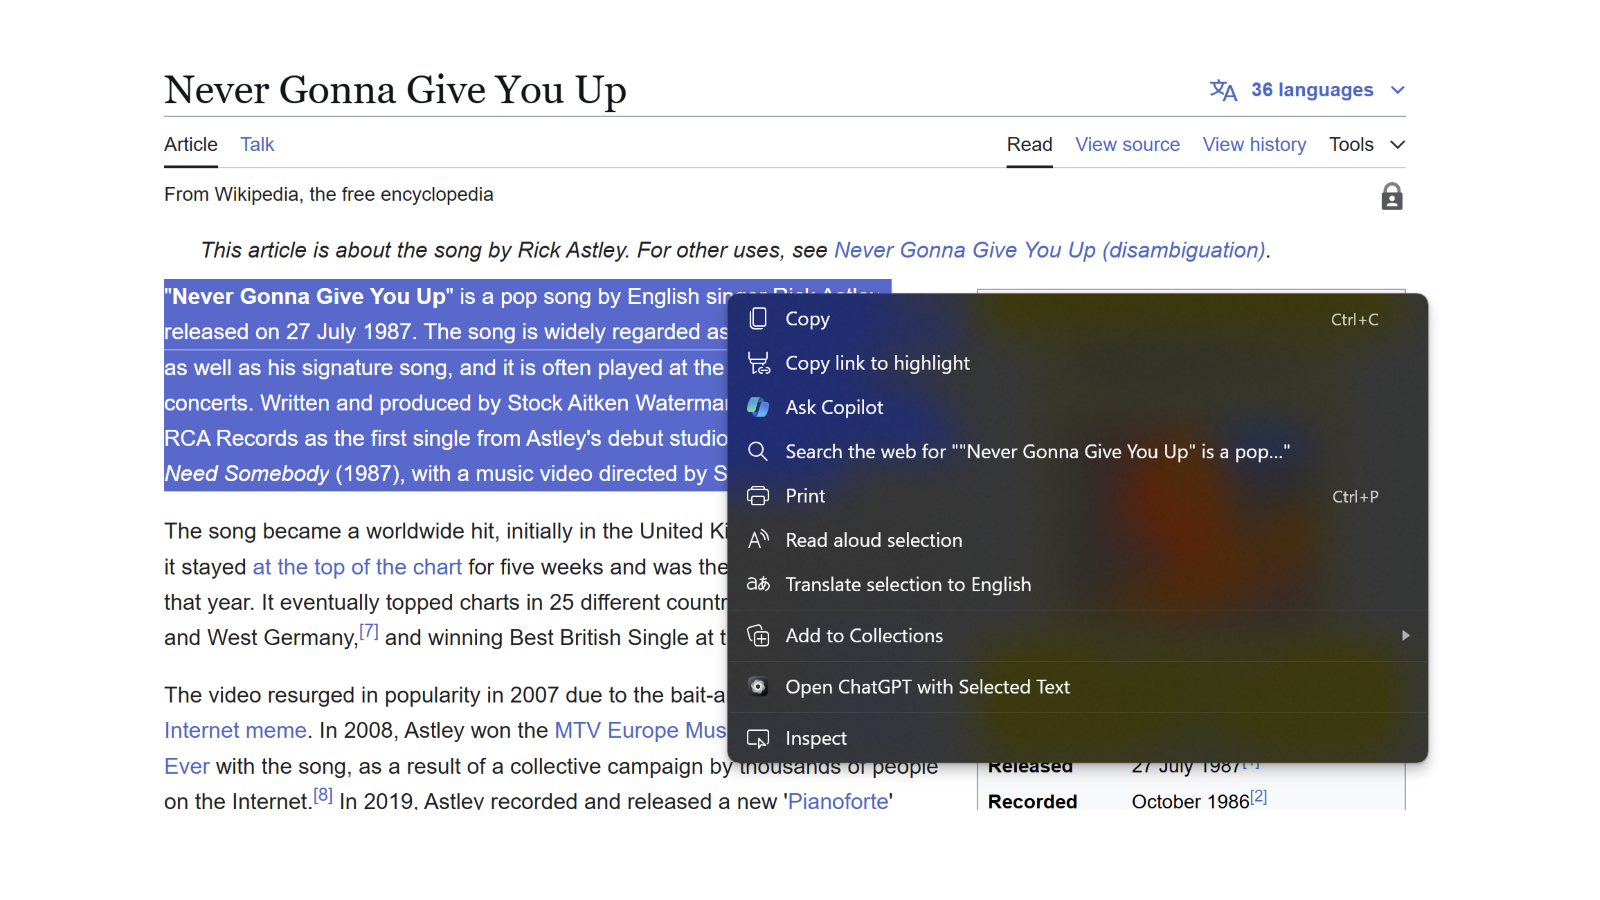 Never Gonna Give You Up
36 languages
Article Talk
Read View source View history Tools
From Wikipedia, the free encyclopedia
This article is about the song by Rick Astley. For other uses, see Never Gonna Give You Up (disambiguation).
"Never Gonna Give You Up" is a pop song by English singer Rick Astley,
released on 27 July 1987. The song is widely regarded as
as well as his signature song, and it is often played at the
concerts. Written and produced by Stock Aitken Waterman
RCA Records as the first single from Astley's debut studio
Need Somebody (1987), with a music video directed by S
The song became a worldwide hit, initially in the United Ki
it stayed at the top of the chart for five weeks and was the
that year. It eventually topped charts in 25 different countr
and West Germany,[7] and winning Best British Single at t
The video resurged in popularity in 2007 due to the bait-a
Internet meme. In 2008, Astley won the MTV Europe Mus
Ever with the song, as a result of a collective campaign by thousands of people
on the Internet.[8] In 2019, Astley recorded and released a new 'Pianoforte'
Copy Ctrl+C
Copy link to highlight
Ask Copilot
Search the web for ""Never Gonna Give You Up" is a pop..."
Print Ctrl+P
Read aloud selection
aあ Translate selection to English
Add to Collections
Open ChatGPT with Selected Text
Inspect
Released 27 July 1987[1]
Recorded October 1986[2]